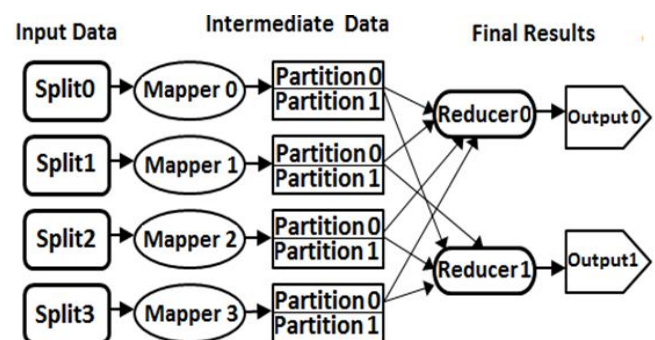 Input Data
Intermediate Data
Final Results
Split0
Mapper 0
Partition 0
Partition 1
Reducer0
Output0
Split1
Mapper 1
Partition 0
Partition 1
Split2
Mapper 2
Partition 0
Partition 1
Reducer1
Output1
Split3
Mapper 3
Partition 0
Partition 1